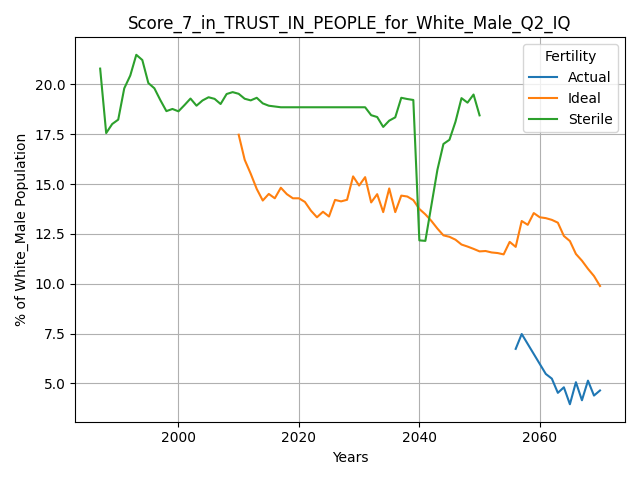 Score_7_in_TRUST_IN_PEOPLE_for_White_Male_Q2_IQ
Fertility
Actual
Ideal
Sterile
% of White_Male Population
20.0
17.5
15.0
12.5
10.0
7.5
5.0
2000
2020
2040
2060
Years